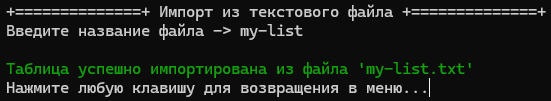 +=============+ Импорт из текстового файла +=============+
Введите название файла -> my-list
Таблица успешно импортирована из файла 'my-list.txt'
Нажмите любую клавишу для возвращения в меню...